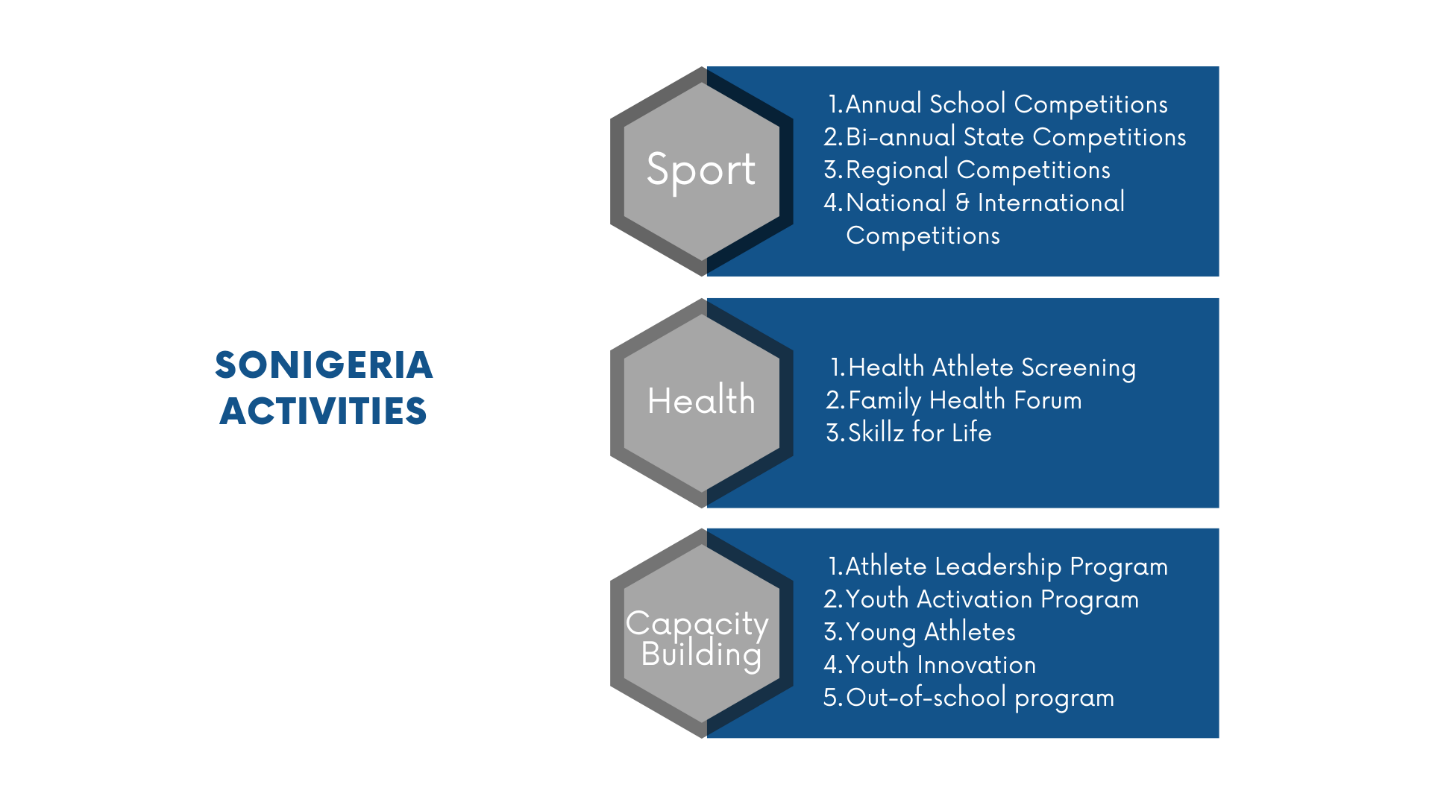 SONIGERIA
ACTIVITIES
Sport
1.Annual School Competitions
2.Bi-annual State Competitions
3.Regional Competitions
4.National & International
Competitions
Health
1.Health Athlete Screening
2.Family Health Forum
3.Skillz for Life
Capacity
Building
1.Athlete Leadership Program
2.Youth Activation Program
3.Young Athletes
4.Youth Innovation
5.Out-of-school program